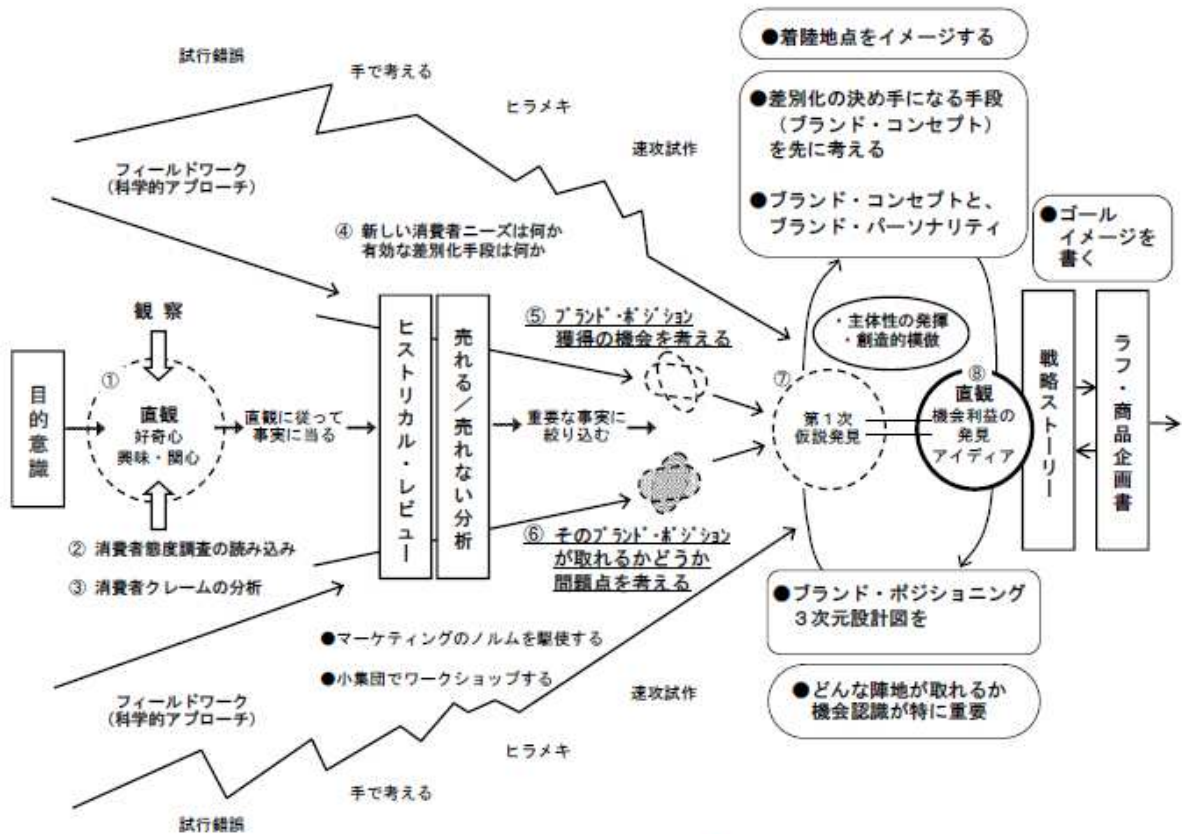 試行錯誤
手で考える
ヒラメキ
速攻試作
フィールドワーク
(科学的アプローチ)
④ 新しい消費者ニーズは何か
有効な差別化手段は何か
●着陸地点をイメージする
●差別化の決め手になる手段
(ブランド・コンセプト)
を先に考える
●ブランド・コンセプトと、
ブランド・パーソナリティ
●ゴール
イメージを
書く
目的意識
観察
①
直観
好奇心
興味・関心
② 消費者態度調査の読み込み
③ 消費者クレームの分析
直観に従って
事実に当る
ヒストリカル・レビュー
売れる/売れない分析
⑤ ブランド・ポジション
獲得の機会を考える
重要な事実に
絞り込む
⑥ そのブランド・ポジション
が取れるかどうか
問題点を考える
・主体性の発揮
・創造的模倣
⑦
第1次
仮説発見
⑧
直観
機会利益の
発見
アイディア
戦略ストーリー
ラフ・商品企画書
●ブランド・ポジショニング
3次元設計図を
●どんな陣地が取れるか
機会認識が特に重要
●マーケティングのノルムを駆使する
●小集団でワークショップする
フィールドワーク
(科学的アプローチ)
速攻試作
ヒラメキ
手で考える
試行錯誤